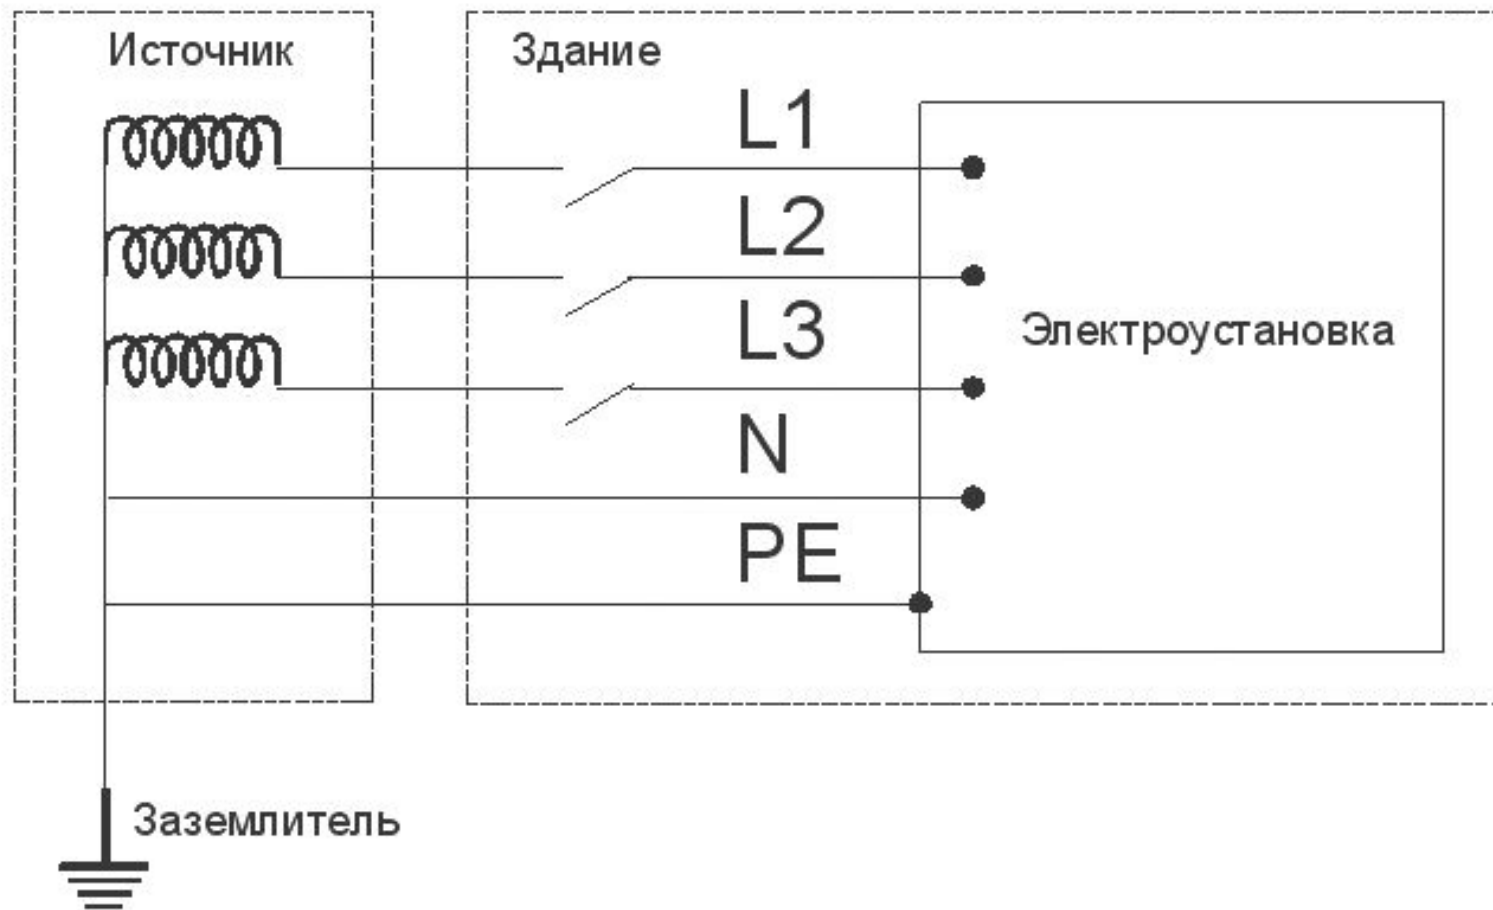 Источник
Здание
L1
L2
L3
Электроустановка
N
PE
Заземлитель